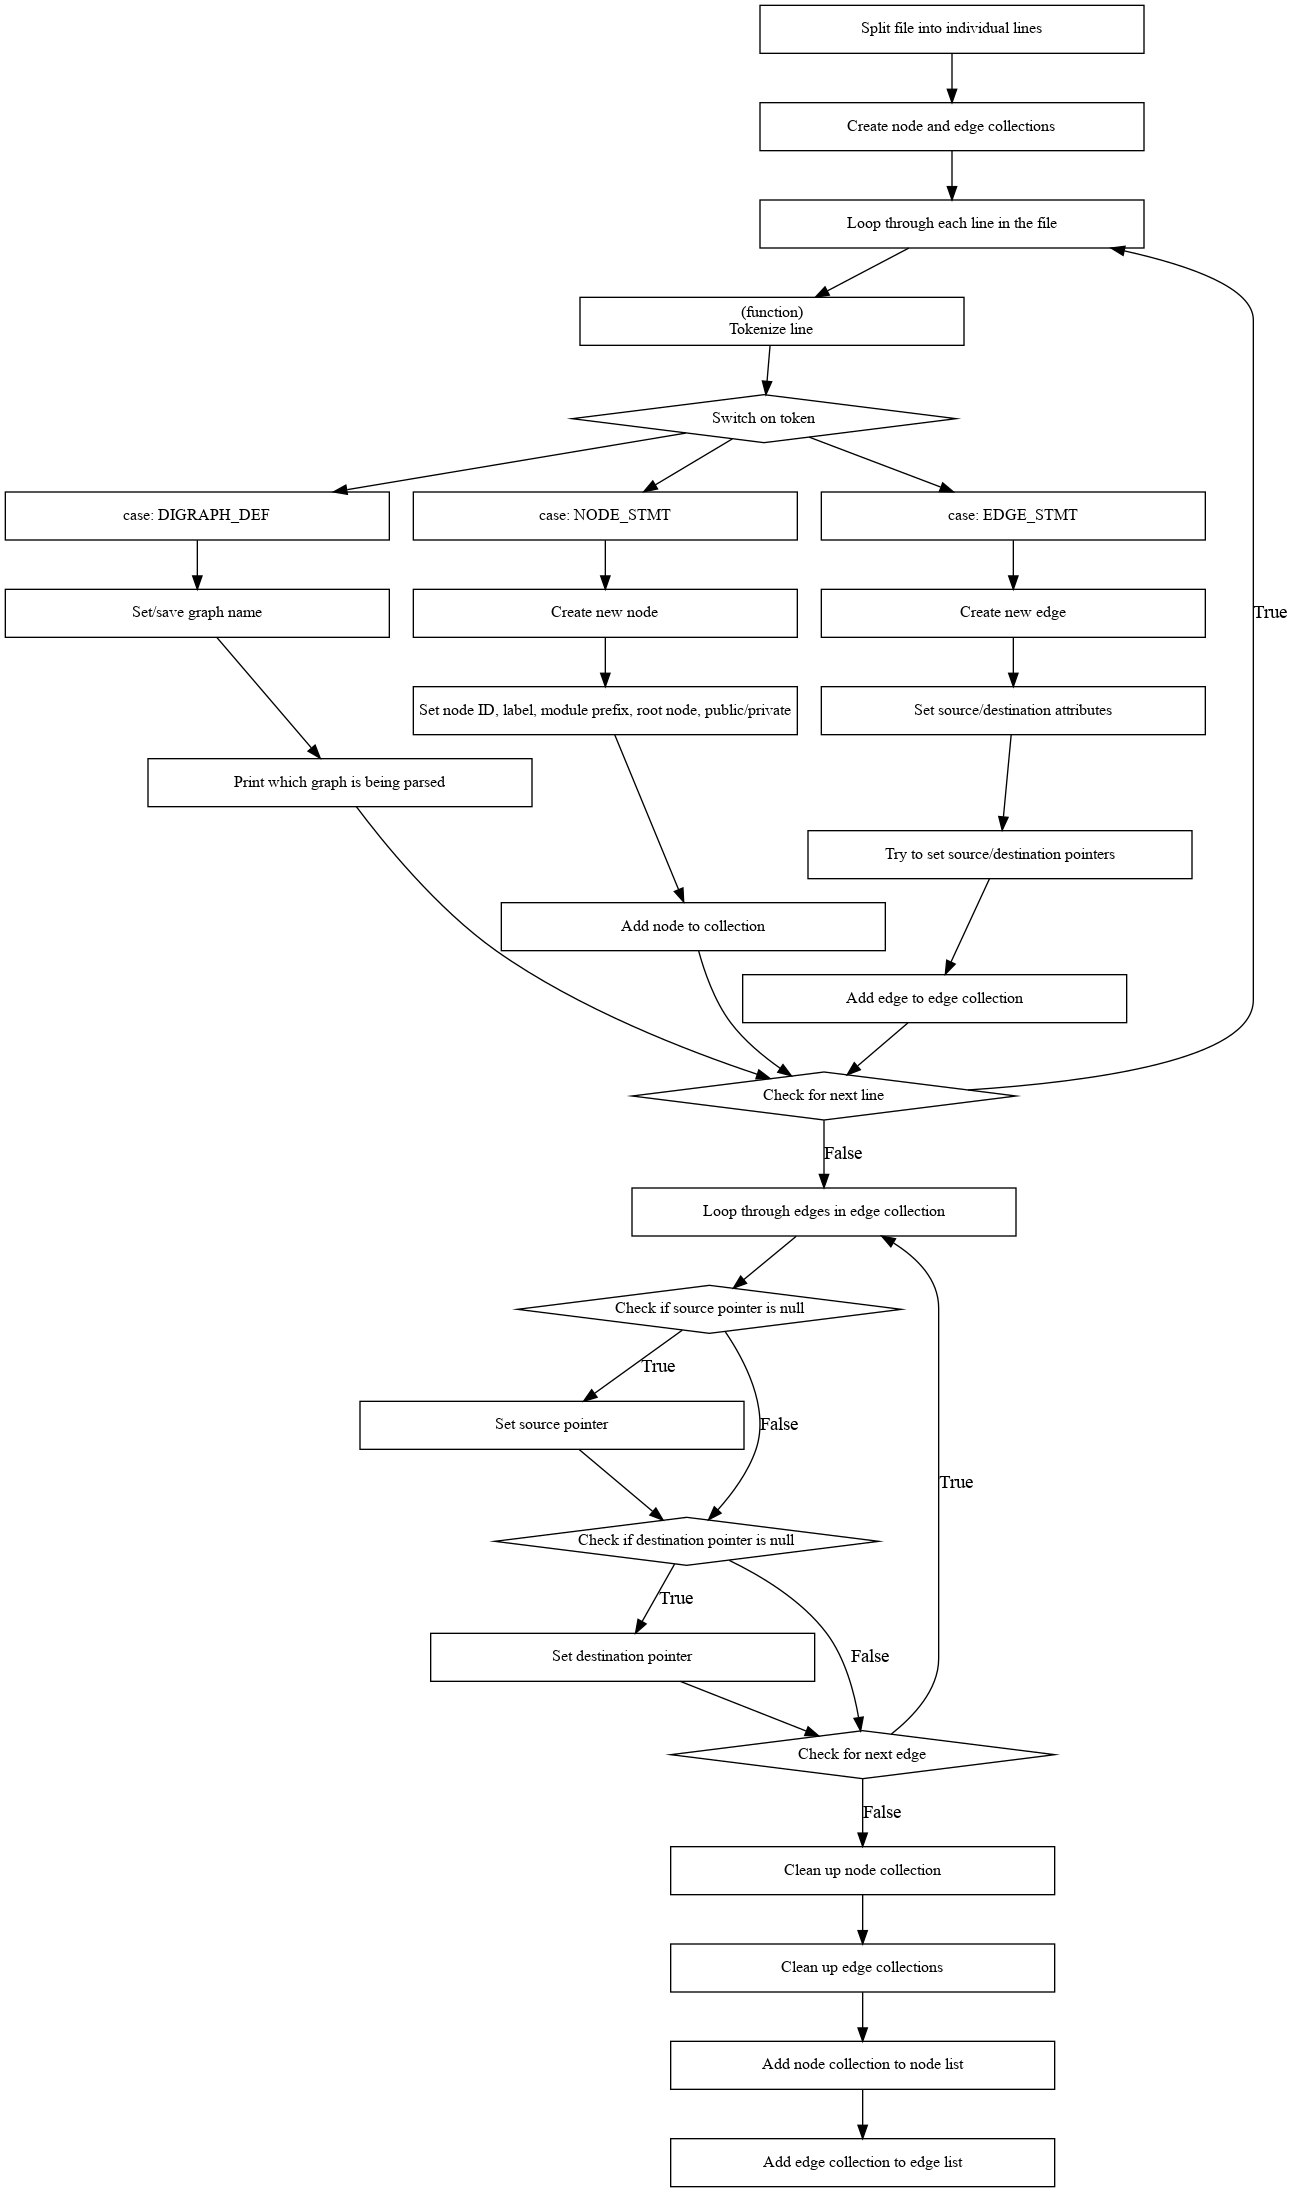 Split file into individual lines
Create node and edge collections
Loop through each line in the file
(function)
Tokenize line
Switch on token
case: DIGRAPH_DEF
case: NODE_STMT
case: EDGE_STMT
Set/save graph name
Create new node
Create new edge
True
Set node ID, label, module prefix, root node, public/private
Set source/destination attributes
Print which graph is being parsed
Try to set source/destination pointers
Add node to collection
Add edge to edge collection
Check for next line
False
Loop through edges in edge collection
Check if source pointer is null
True
Set source pointer
False
True
Check if destination pointer is null
True
Set destination pointer
False
Check for next edge
False
Clean up node collection
Clean up edge collections
Add node collection to node list
Add edge collection to edge list